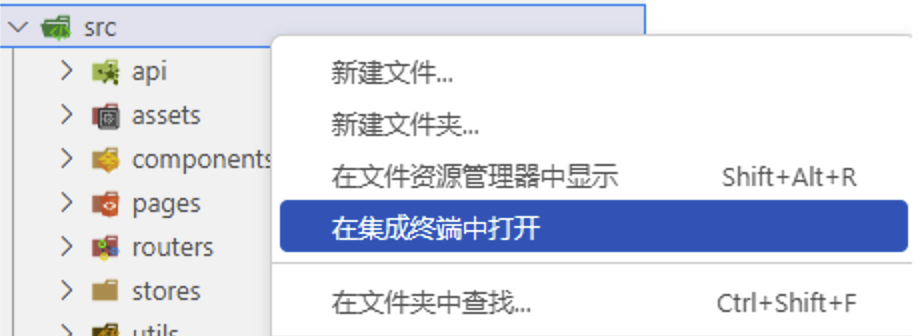 src
api
assets
components
pages
routers
stores
utils
新建文件...
新建文件夹...
在文件资源管理器中显示 Shift+Alt+R
在集成终端中打开
在文件夹中查找... Ctrl+Shift+F